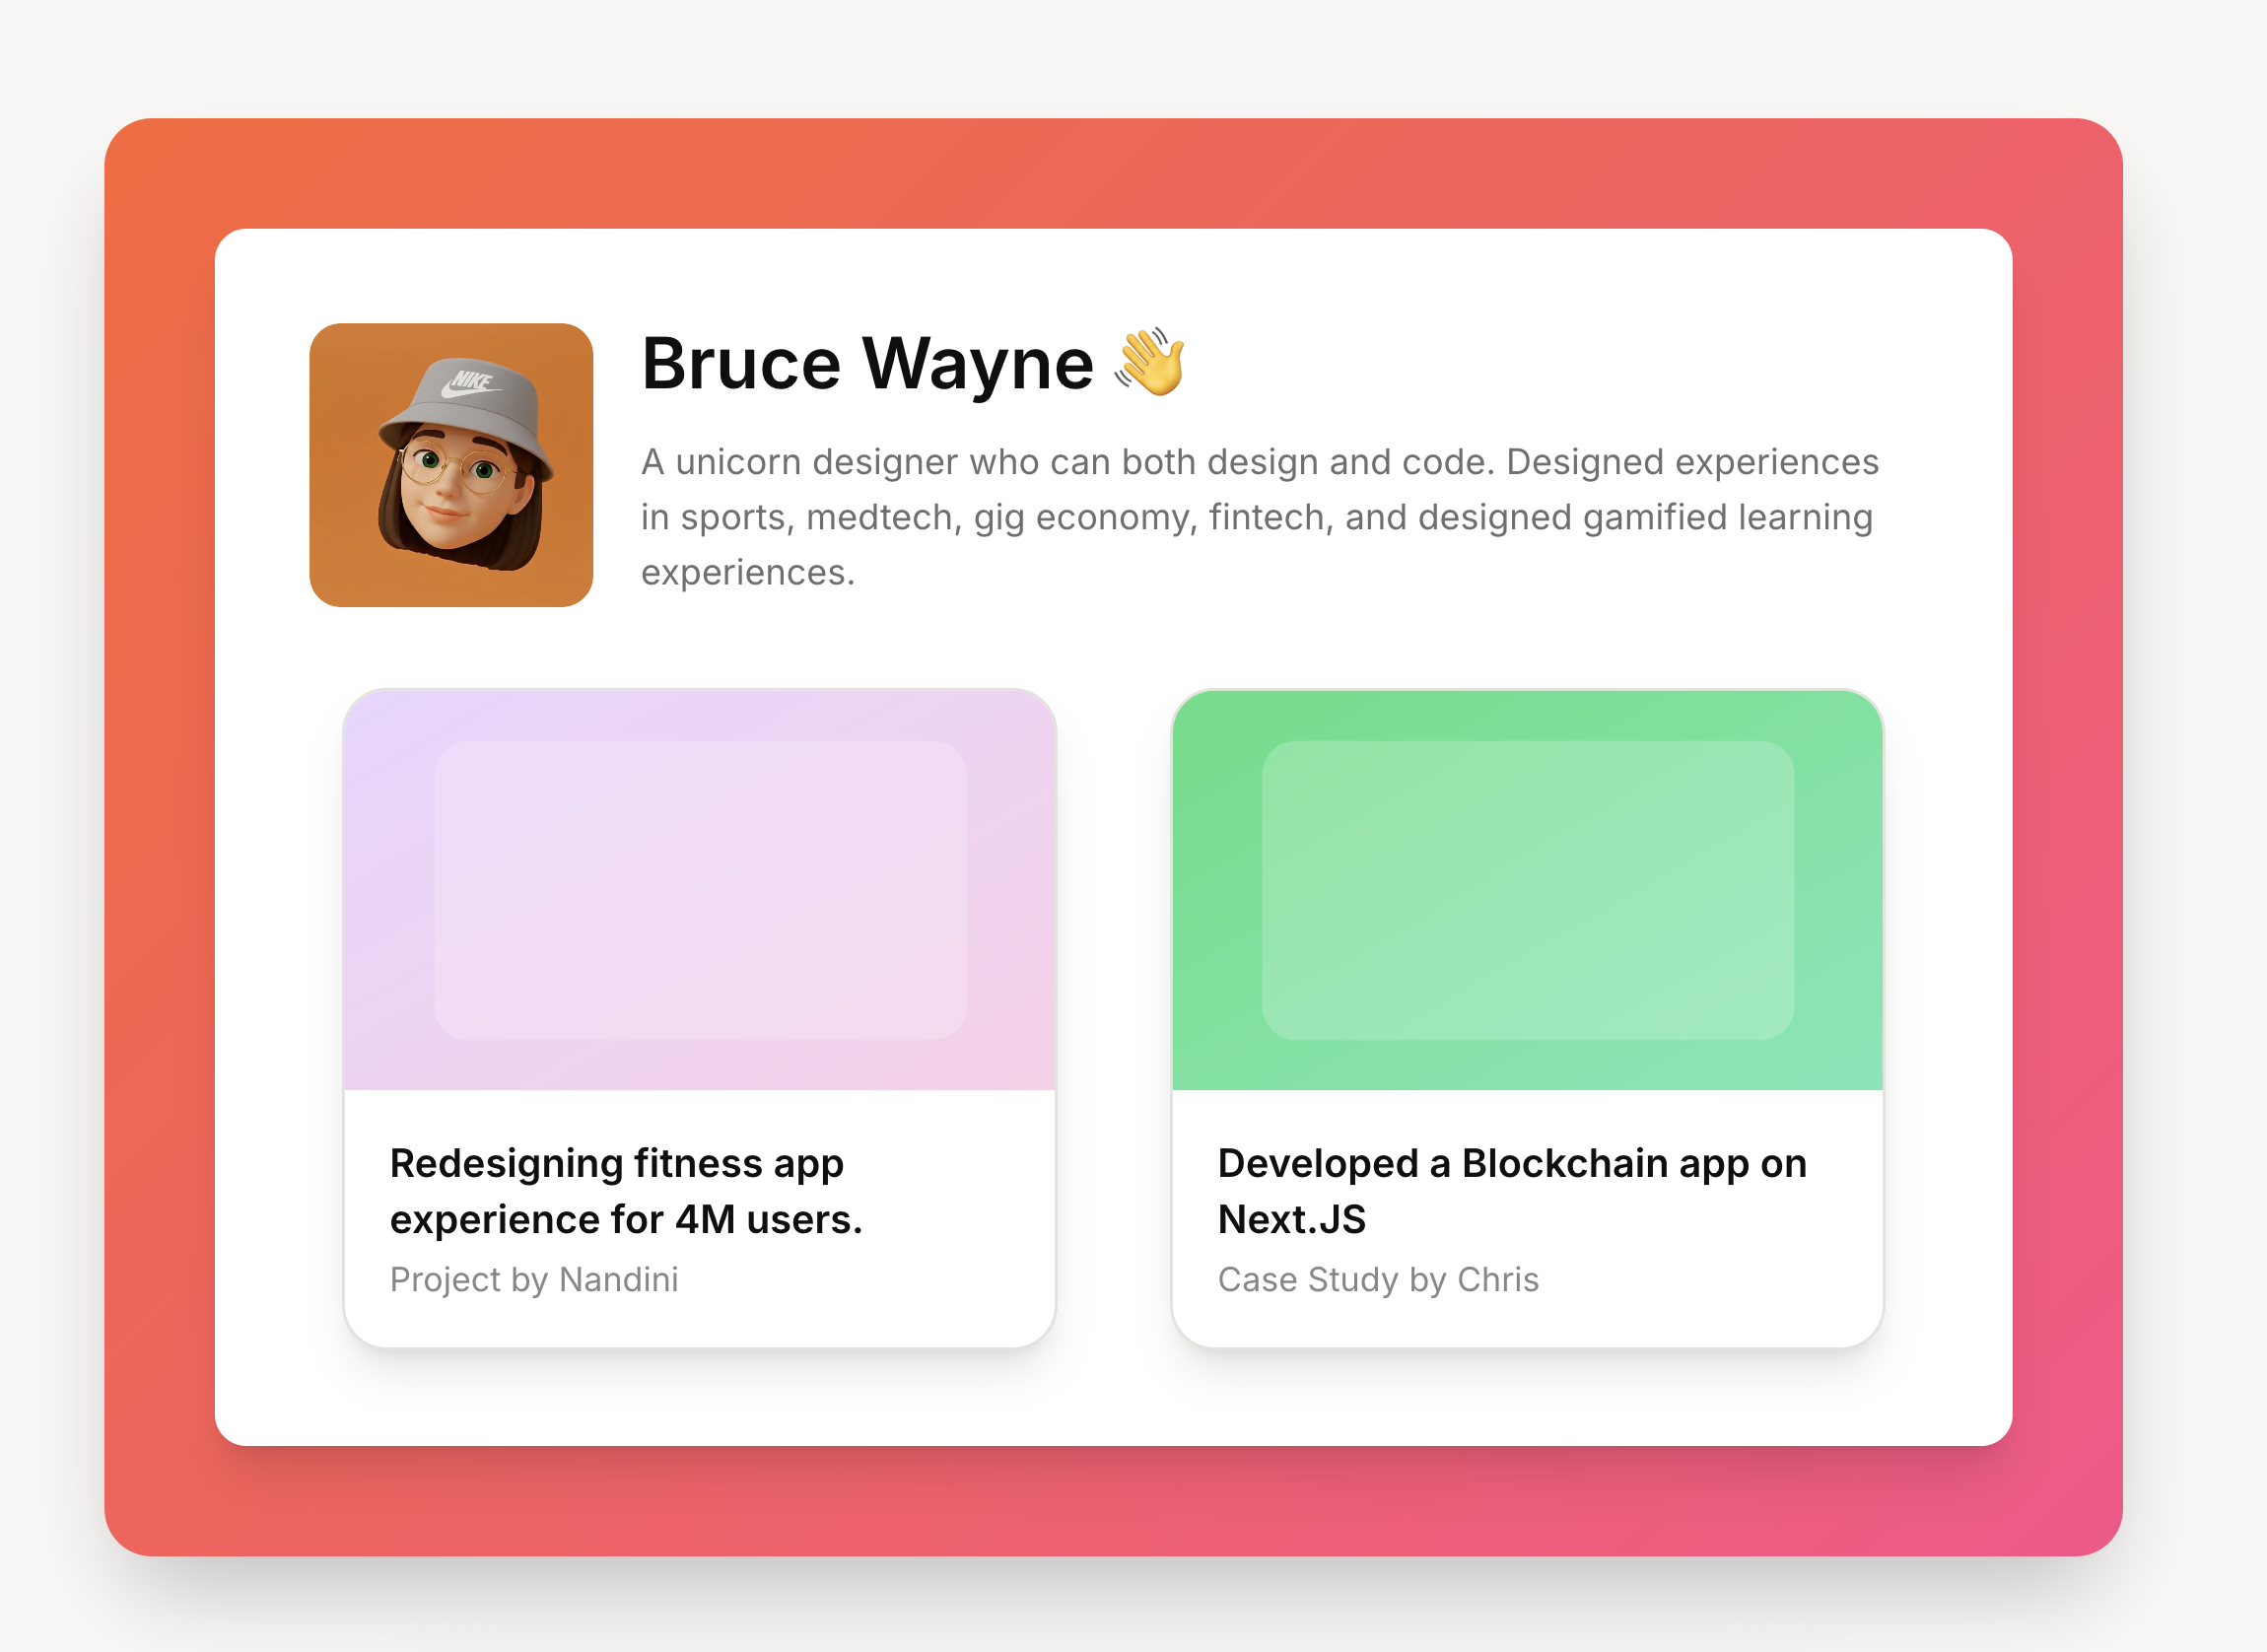 NIKE
Bruce Wayne 👋
A unicorn designer who can both design and code. Designed experiences
in sports, medtech, gig economy, fintech, and designed gamified learning
experiences.
Redesigning fitness app
experience for 4M users.
Project by Nandini
Developed a Blockchain app on
Next.JS
Case Study by Chris